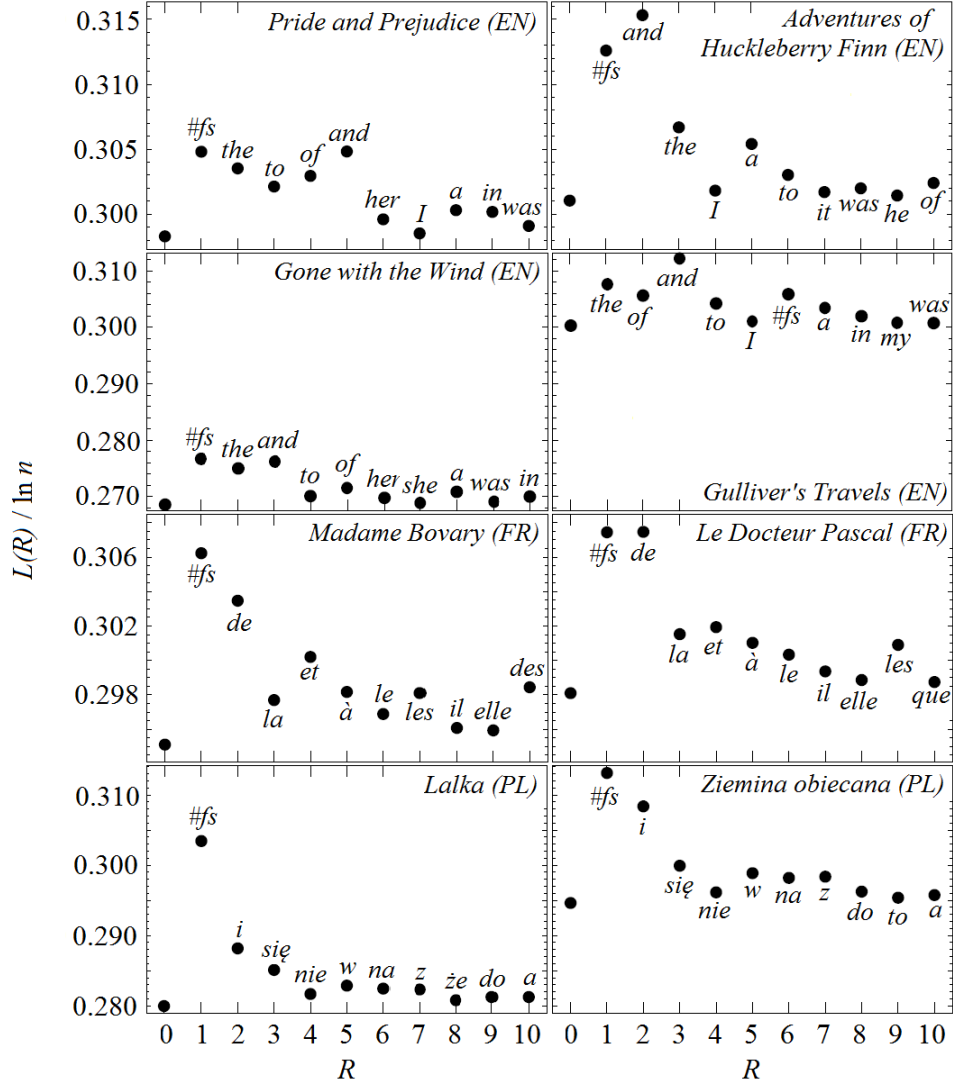 0.315
Pride and Prejudice (EN)
Adventures of
Huckleberry Finn (EN)
and
#fs
0.310
#fs
the
to
of
and
0.305
the
a
her
I
a
in
was
0.300
I
to
it
was
he
of
0.310
Gone with the Wind (EN)
and
the
of
to
I
#fs
a
in
my
was
0.300
0.290
0.280
#fs
the
and
to
of
her
she
a
was
in
0.270
Gulliver's Travels (EN)
L(R) / ln n
Madame Bovary (FR)
Le Docteur Pascal (FR)
0.306
#fs
#fs
de
0.302
de
la
et
à
le
les
il
elle
des
la
et
à
le
il
elle
les
que
0.298
Lalka (PL)
Ziemina obiecana (PL)
0.310
#fs
#fs
i
0.300
się
nie
w
na
z
do
to
a
0.290
i
się
nie
w
na
z
że
do
a
0.280
0 1 2 3 4 5 6 7 8 9 10
0 1 2 3 4 5 6 7 8 9 10
R
R